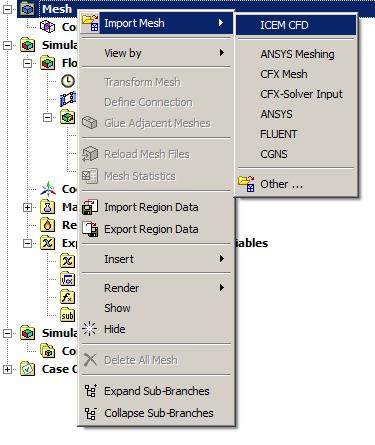 Mesh
Import Mesh
ICEM CFD
ANSYS Meshing
CFX Mesh
CFX-Solver Input
ANSYS
FLUENT
CGNS
Other ...
Co
Simula
View by
Flo
Transform Mesh
Define Connection
Glue Adjacent Meshes
Reload Mesh Files
Mesh Statistics
Coo
Ma
Import Region Data
Re
Export Region Data
Exp
riables
Insert
Render
Show
Simula
Hide
Co
Case O
Delete All Mesh
Expand Sub-Branches
Collapse Sub-Branches